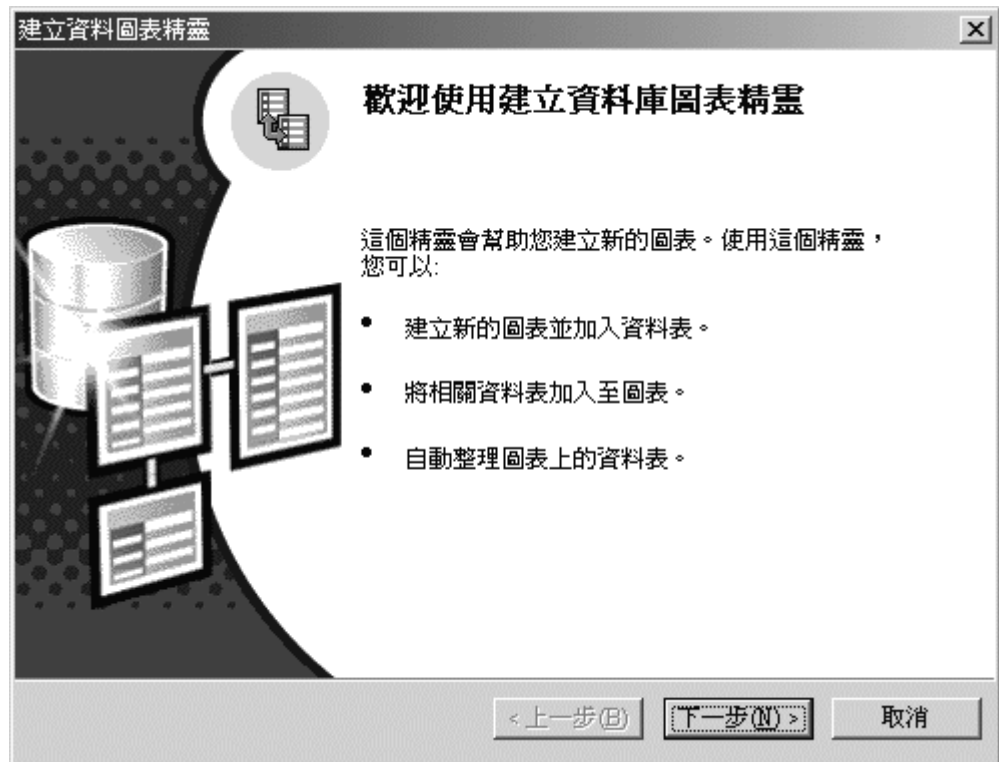 建立資料圖表精靈
歡迎使用建立資料庫圖表精靈
這個精靈會幫助您建立新的圖表。使用這個精靈，
您可以:
• 建立新的圖表並加入資料表。
• 將相關資料表加入至圖表。
• 自動整理圖表上的資料表。
<上一步(B)
下一步(N)>
取消